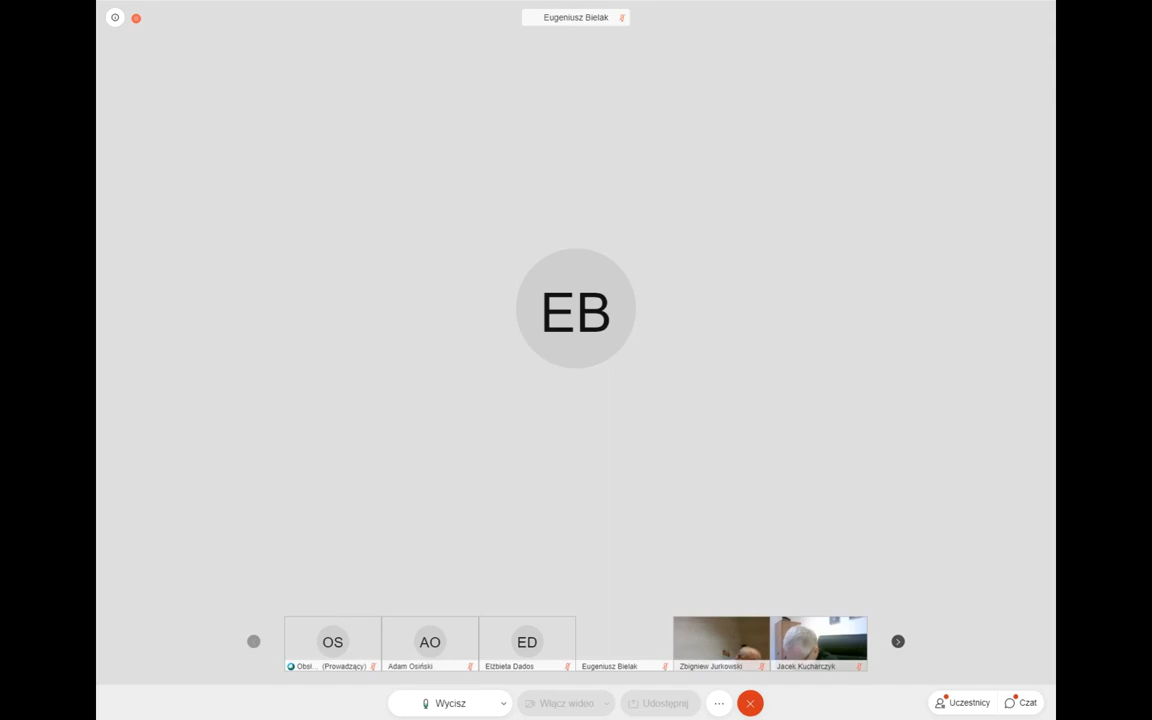 Eugeniusz Bielak
EB
OS
AO
ED
Obsł... (Prowadzący)
Adam Osiński
Elżbieta Dados
Eugeniusz Bielak
Zbigniew Jurkowski
Jacek Kucharczyk
Wycisz
Włącz wideo
Udostępnij
Uczestnicy
Czat